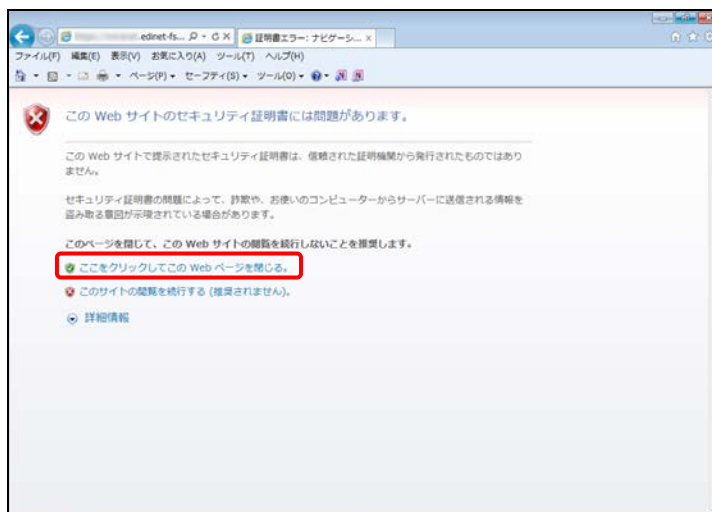 edinet-fs...
証明書エラー: ナビゲーシ...
ファイル(F) 編集(E) 表示(V) お気に入り(A) ツール(T) ヘルプ(H)
ページ(P) セーフティ(S) ツール(O)
この Web サイトのセキュリティ証明書には問題があります。
この Web サイトで提示されたセキュリティ証明書は、信頼された証明機関から発行されたものではあり
ません。
セキュリティ証明書の問題によって、詐欺や、お使いのコンピューターからサーバーに送信される情報を
盗み取る意図が示唆されている場合があります。
このページを閉じて、この Web サイトの閲覧を続行しないことを推奨します。
ここをクリックしてこの Web ページを閉じる。
このサイトの閲覧を続行する (推奨されません)。
詳細情報